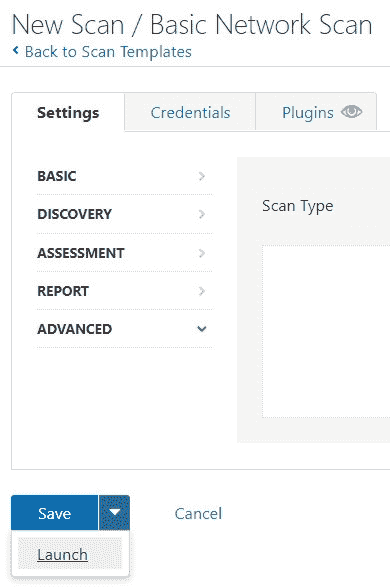 New Scan / Basic Network Scan
Back to Scan Templates
Settings Credentials Plugins
BASIC
DISCOVERY
ASSESSMENT
REPORT
ADVANCED
Scan Type
Save Cancel
Launch